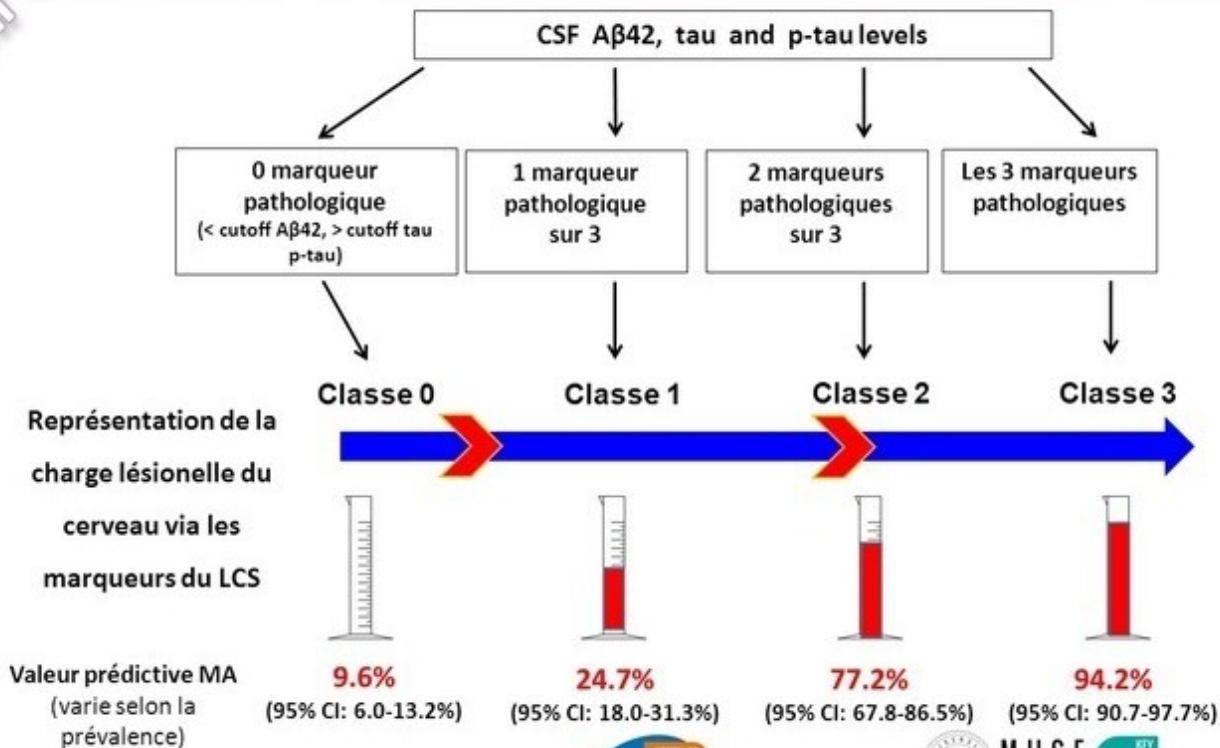 CSF Aβ42, tau and p-tau levels
0 marqueur
pathologique
(< cutoff Aβ42, > cutoff tau
p-tau)
1 marqueur
pathologique
sur 3
2 marqueurs
pathologiques
sur 3
Les 3 marqueurs
pathologiques
Classe 0
Classe 1
Classe 2
Classe 3
Représentation de la
charge lésionelle du
cerveau via les
marqueurs du LCS
Valeur prédictive MA
(varie selon la
prévalence)
9.6%
(95% CI: 6.0-13.2%)
24.7%
(95% CI: 18.0-31.3%)
77.2%
(95% CI: 67.8-86.5%)
94.2%
(95% CI: 90.7-97.7%)